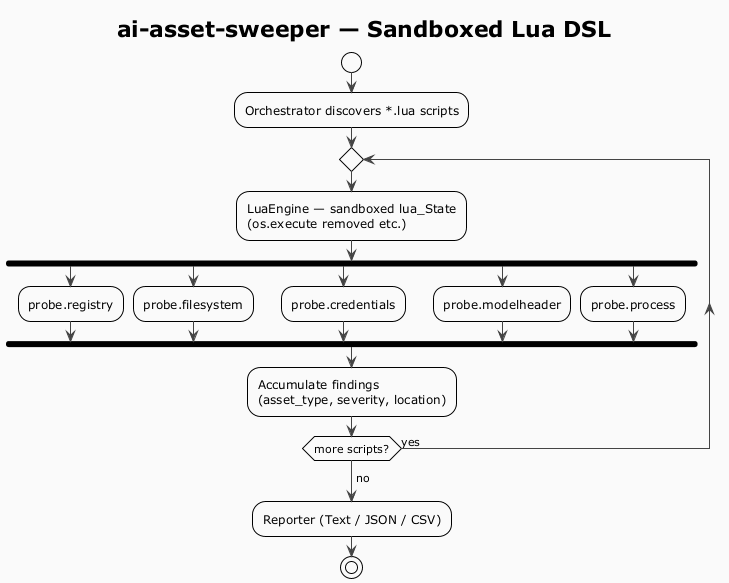 ai-asset-sweeper — Sandboxed Lua DSL
Orchestrator discovers *.lua scripts
LuaEngine — sandboxed lua_State
(os.execute removed etc.)
probe.registry
probe.filesystem
probe.credentials
probe.modelheader
probe.process
Accumulate findings
(asset_type, severity, location)
more scripts?
yes
no
Reporter (Text / JSON / CSV)